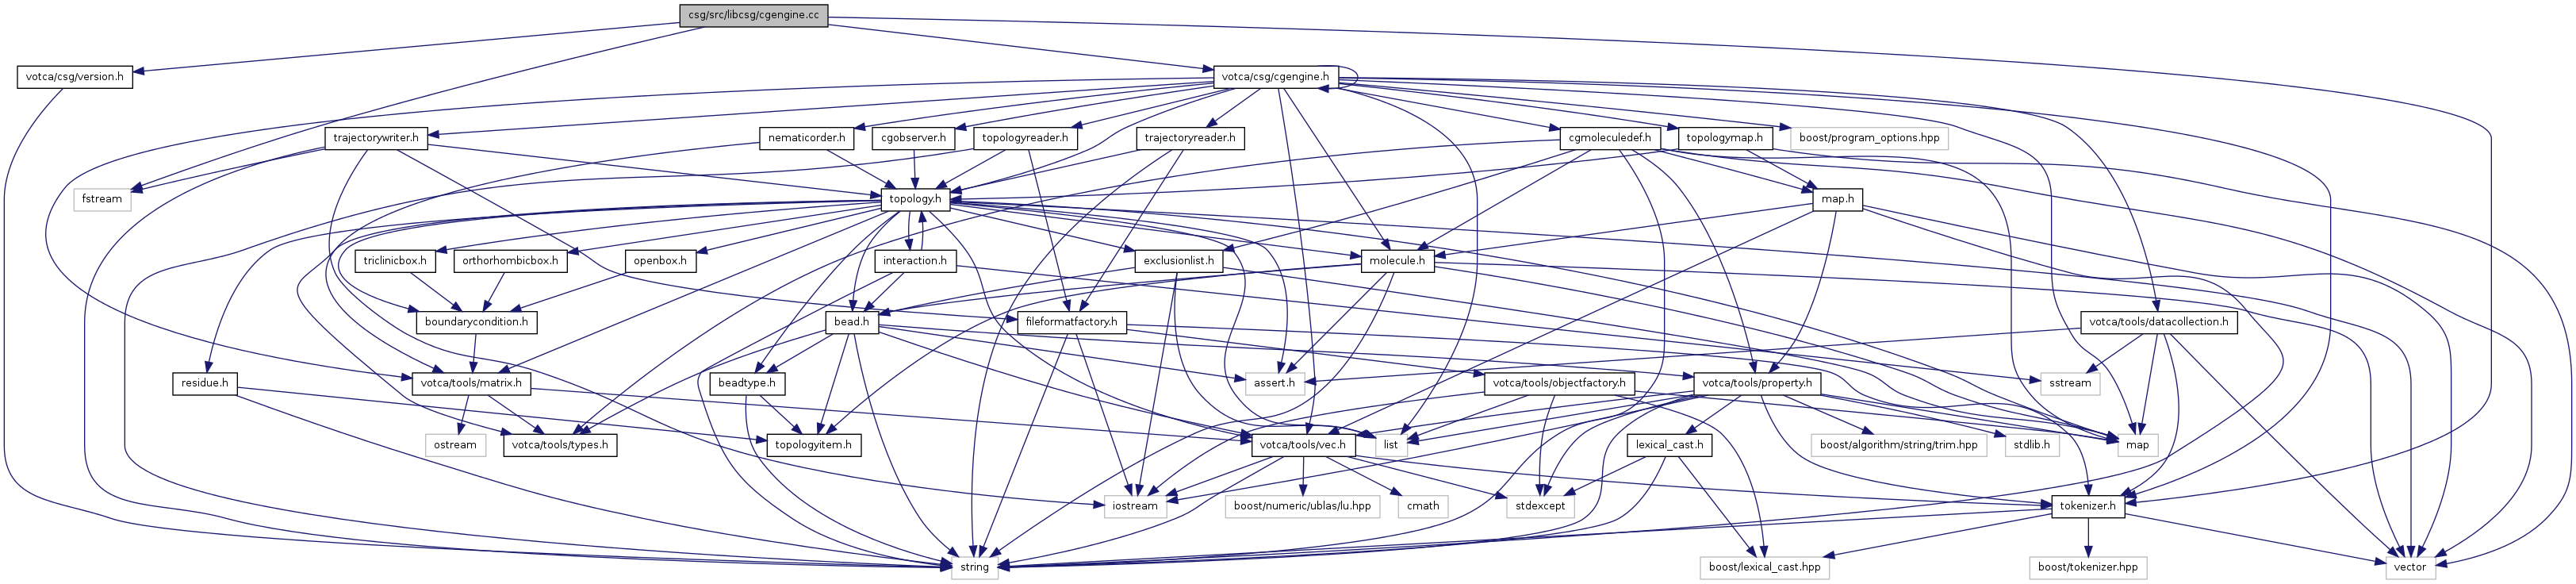 csg/src/libcsg/cgengine.cc
votca/csg/version.h
votca/csg/cgengine.h
trajectorywriter.h
nematicorder.h
cgobserver.h
topologyreader.h
trajectoryreader.h
cgmoleculedef.h
topologymap.h
boost/program_options.hpp
fstream
topology.h
map.h
triclinicbox.h
orthorhombicbox.h
openbox.h
interaction.h
exclusionlist.h
molecule.h
boundarycondition.h
bead.h
fileformatfactory.h
votca/tools/datacollection.h
residue.h
votca/tools/matrix.h
beadtype.h
assert.h
votca/tools/objectfactory.h
votca/tools/property.h
sstream
ostream
votca/tools/types.h
topologyitem.h
votca/tools/vec.h
list
lexical_cast.h
boost/algorithm/string/trim.hpp
stdlib.h
map
iostream
boost/numeric/ublas/lu.hpp
cmath
stdexcept
tokenizer.h
string
boost/lexical_cast.hpp
boost/tokenizer.hpp
vector